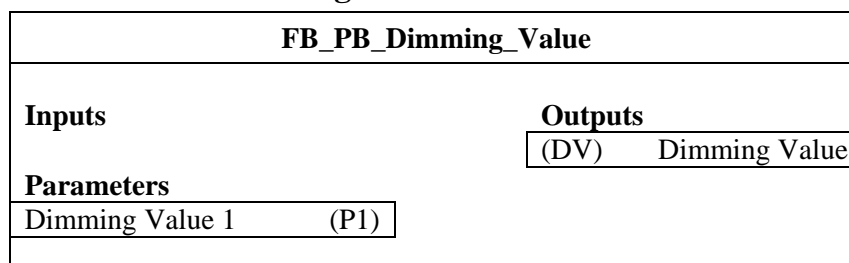 FB_PB_Dimming_Value
Inputs Outputs
(DV) Dimming Value
Parameters
Dimming Value 1 (P1)